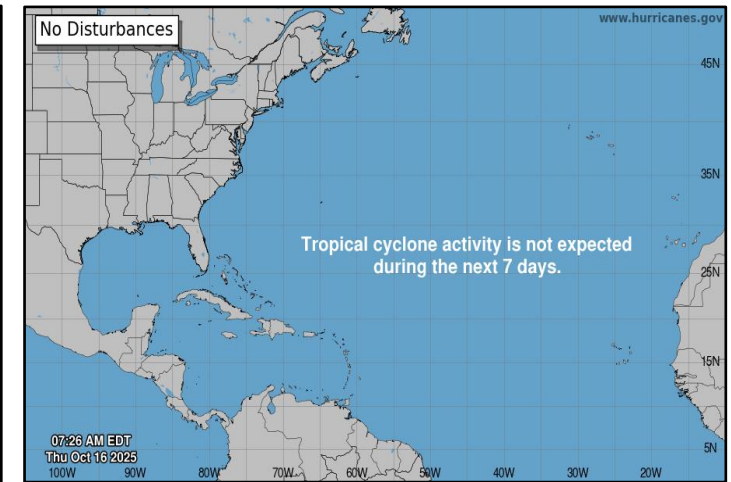 No Disturbances
www.hurricanes.gov
45N
35N
Tropical cyclone activity is not expected
during the next 7 days.
25N
15N
07:26 AM EDT
Thu Oct 16 2025
5N
100W 90W 80W 70W 60W 50W 40W 30W 20W